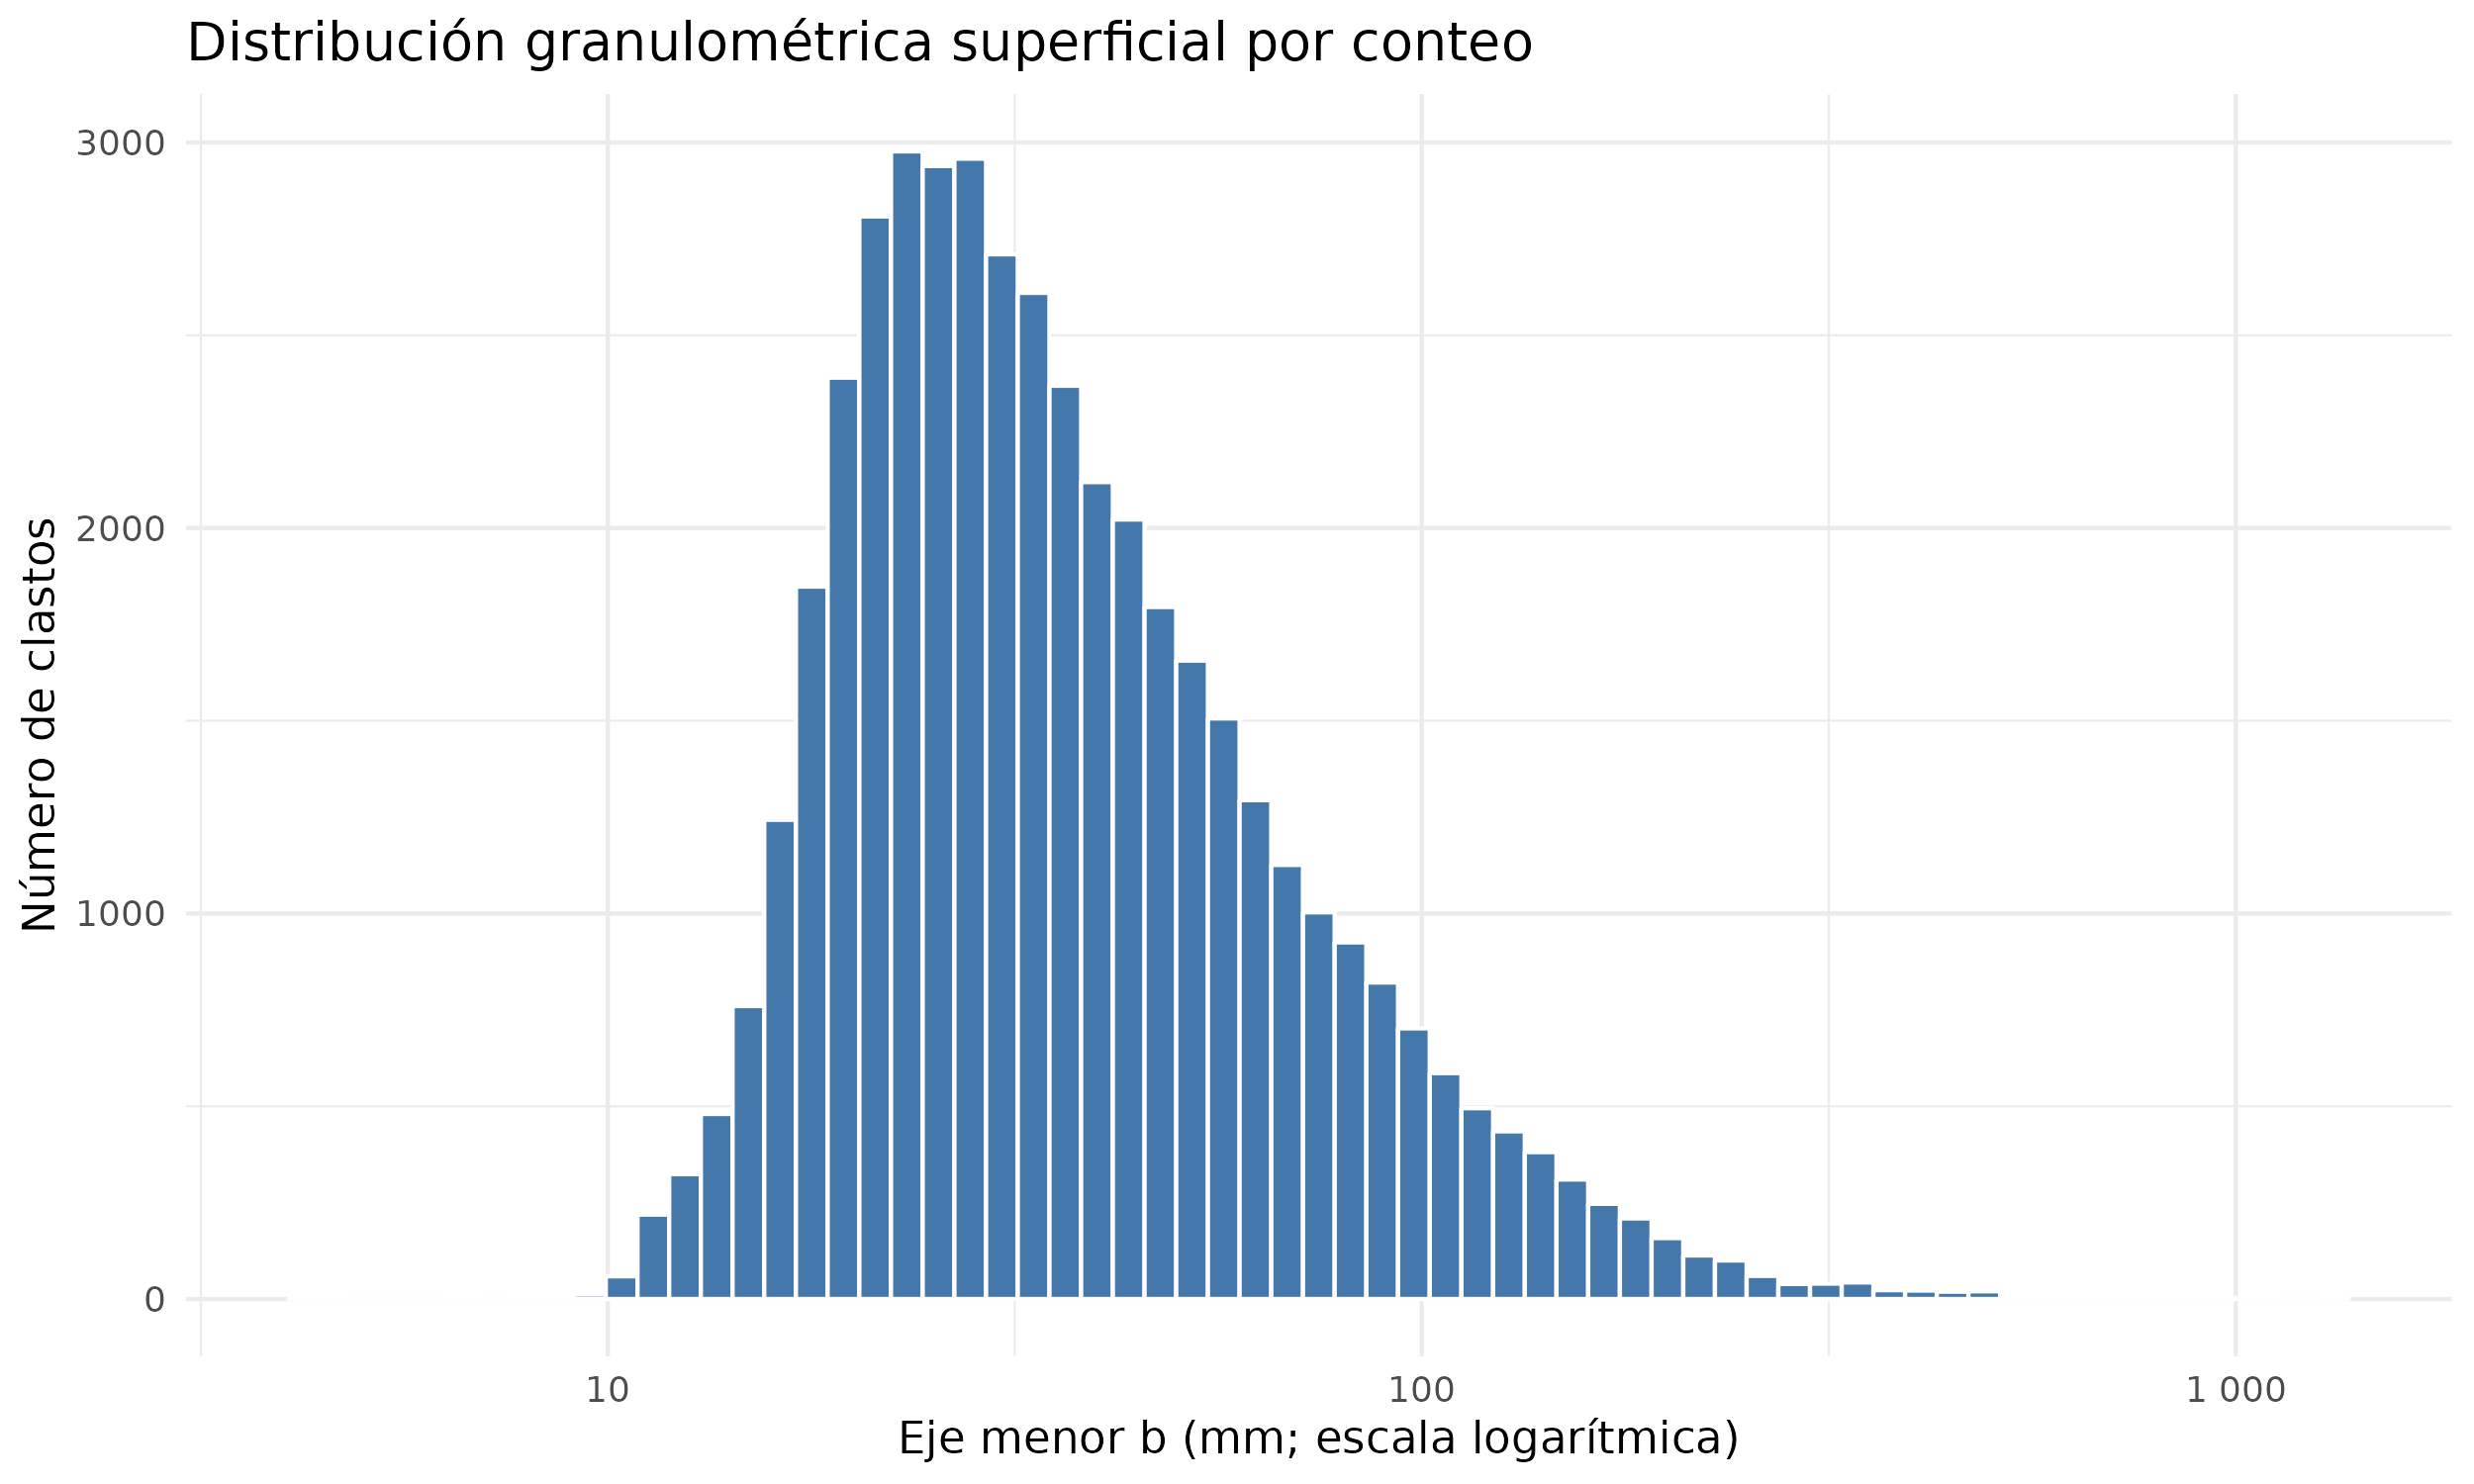 Distribución granulométrica superficial por conteo
Número de clastos
3000
2000
1000
0
10
100
1 000
Eje menor b (mm; escala logarítmica)